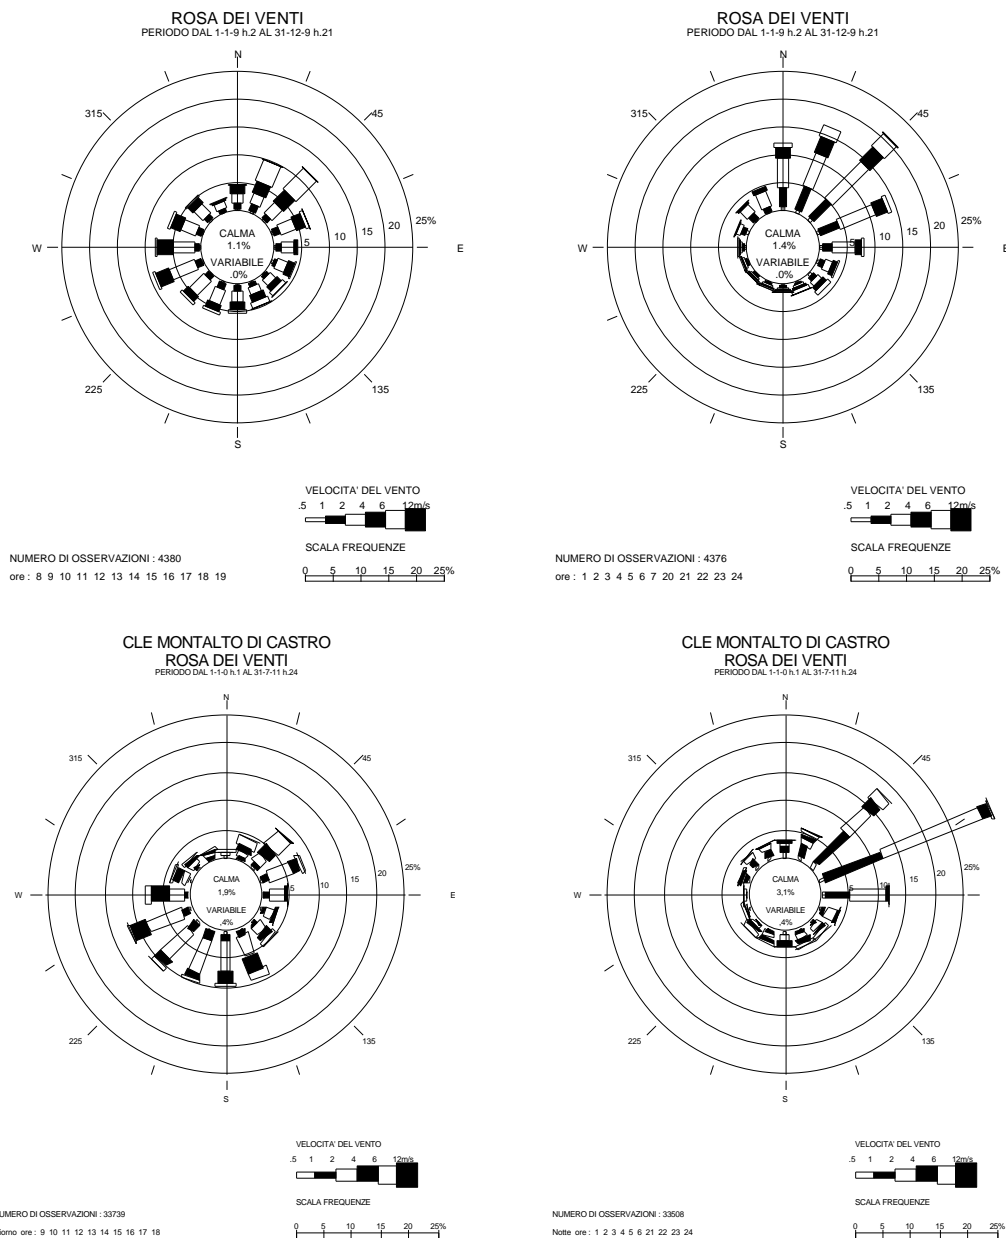 ROSA DEI VENTI
PERIODO DAL 1-1-9 h.2 AL 31-12-9 h.21
N
315
45
25%
20
15
10
5
W
E
CALMA
1.1%
VARIABILE
.0%
225
135
S
VELOCITA' DEL VENTO
.5 1 2 4 6 12m/s
SCALA FREQUENZE
0 5 10 15 20 25%
NUMERO DI OSSERVAZIONI : 4380
ore : 8 9 10 11 12 13 14 15 16 17 18 19
ROSA DEI VENTI
PERIODO DAL 1-1-9 h.2 AL 31-12-9 h.21
N
315
45
25%
20
15
10
5
W
E
CALMA
1.4%
VARIABILE
.0%
225
135
S
VELOCITA' DEL VENTO
.5 1 2 4 6 12m/s
SCALA FREQUENZE
0 5 10 15 20 25%
NUMERO DI OSSERVAZIONI : 4376
ore : 1 2 3 4 5 6 7 20 21 22 23 24
CLE MONTALTO DI CASTRO
ROSA DEI VENTI
PERIODO DAL 1-1-0 h.1 AL 31-7-11 h.24
N
315
45
25%
20
15
10
5
W
E
CALMA
1,9%
VARIABILE
.4%
225
135
S
VELOCITA' DEL VENTO
.5 1 2 4 6 12m/s
SCALA FREQUENZE
0 5 10 15 20 25%
UMERO DI OSSERVAZIONI : 33739
iorno ore : 9 10 11 12 13 14 15 16 17 18
CLE MONTALTO DI CASTRO
ROSA DEI VENTI
PERIODO DAL 1-1-0 h.1 AL 31-7-11 h.24
N
315
45
25%
20
15
10
5
W
E
CALMA
3,1%
VARIABILE
.4%
225
135
S
VELOCITA' DEL VENTO
.5 1 2 4 6 12m/s
SCALA FREQUENZE
0 5 10 15 20 25%
NUMERO DI OSSERVAZIONI : 33508
Notte ore : 1 2 3 4 5 6 21 22 23 24